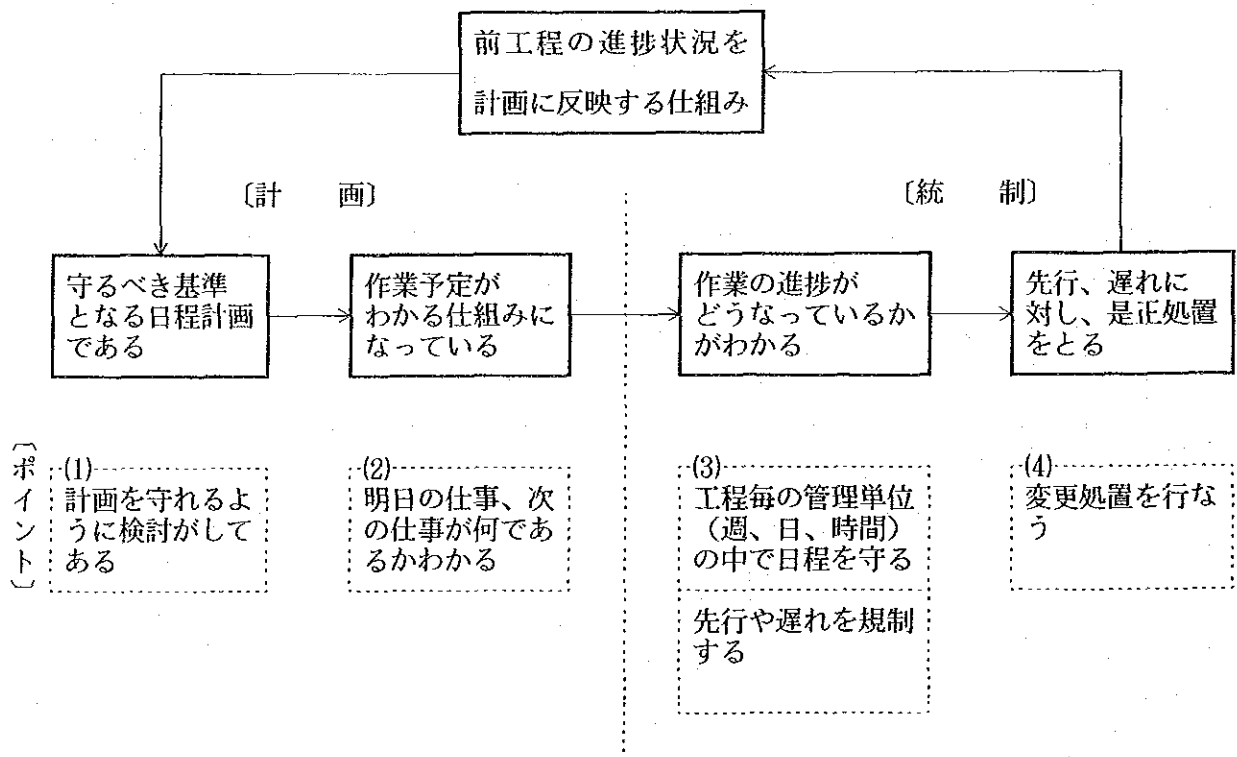 前工程の進捗状況を
計画に反映する仕組み
〔計　画〕
〔統　制〕
守るべき基準
となる日程計画
である
作業予定が
わかる仕組みに
なっている
作業の進捗が
どうなっているか
がわかる
先行、遅れに
対し、是正処置
をとる
〔ポイント〕
(1)
計画を守れるよ
うに検討がして
ある
(2)
明日の仕事、次
の仕事が何であ
るかわかる
(3)
工程毎の管理単位
（週、日、時間）
の中で日程を守る
先行や遅れを規制
する
(4)
変更処置を行な
う